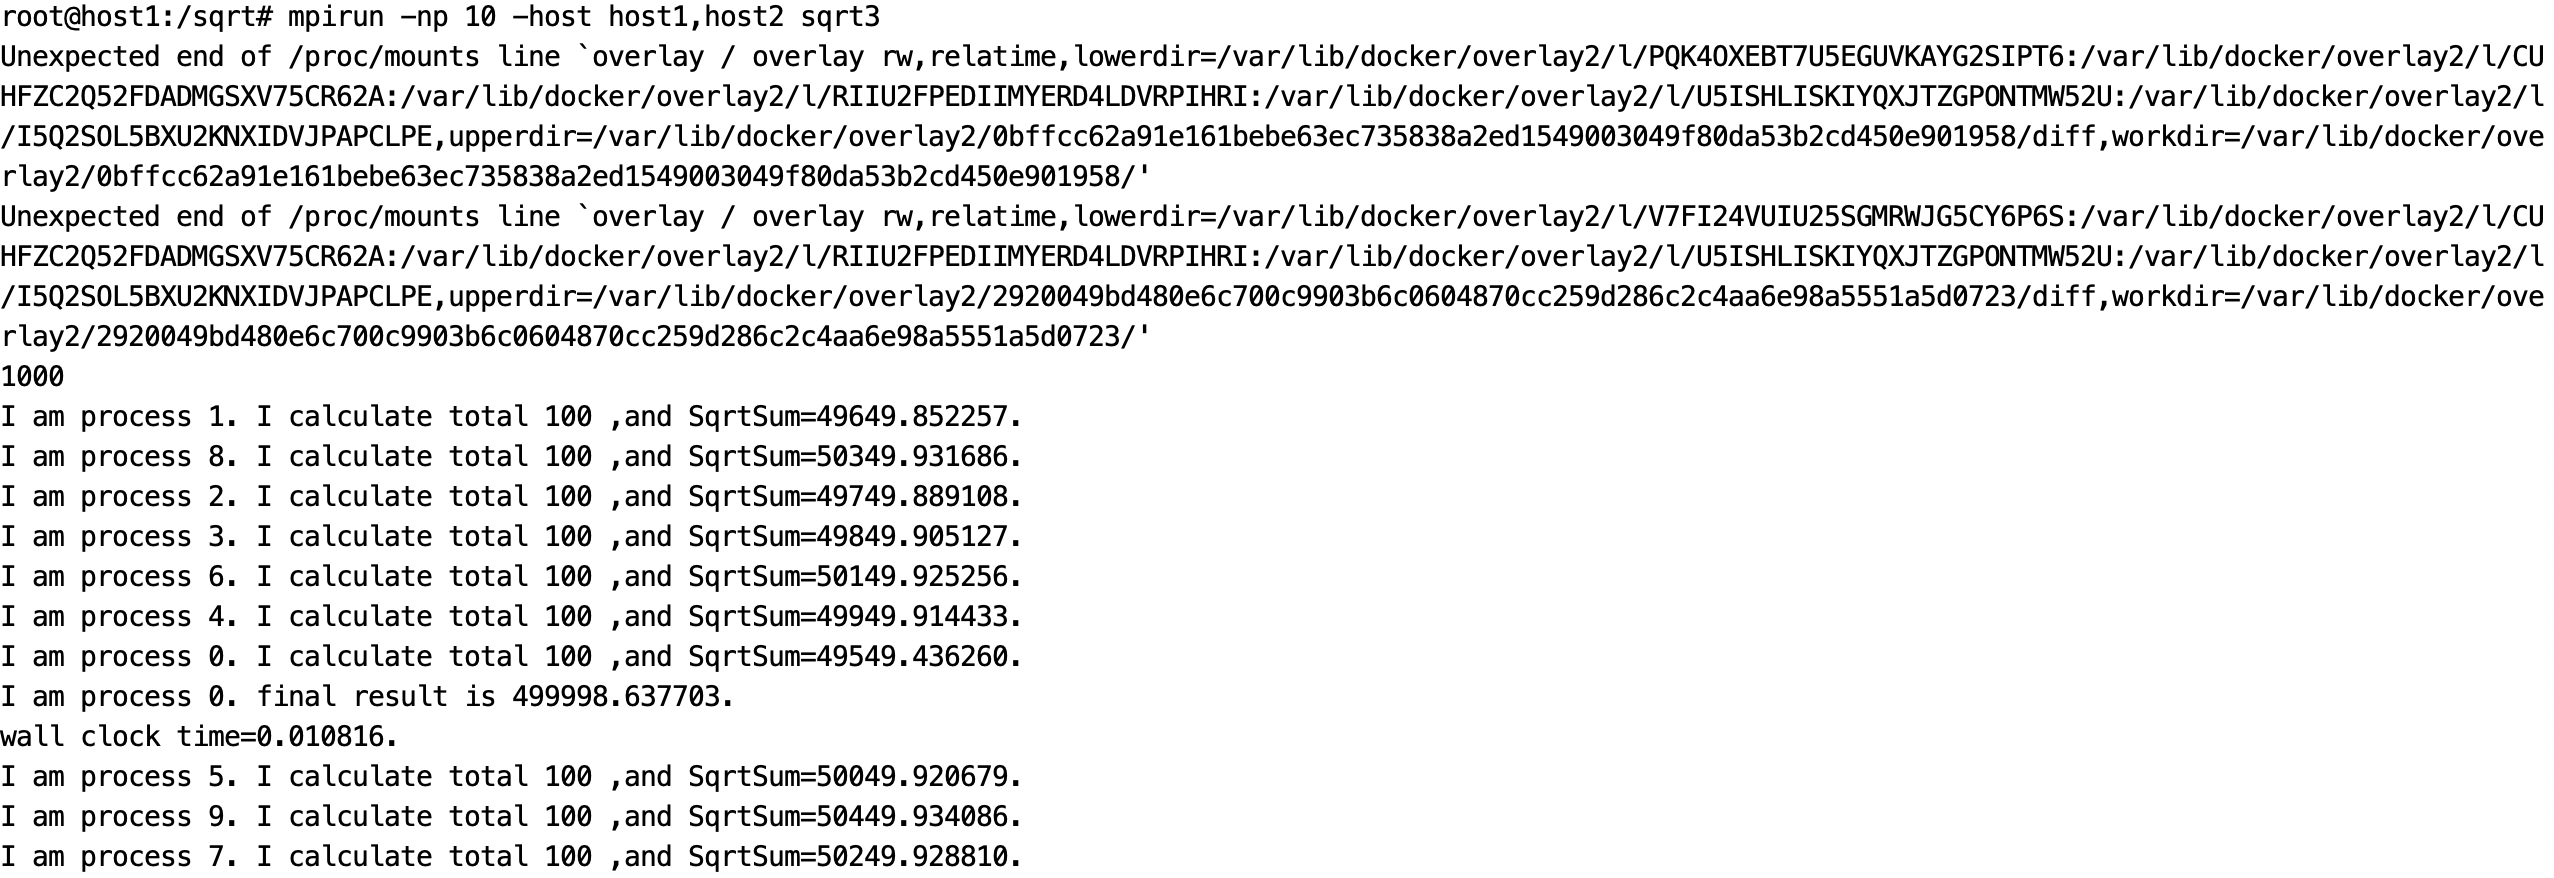 root@host1:/sqrt# mpirun -np 10 -host host1,host2 sqrt3
Unexpected end of /proc/mounts line `overlay / overlay rw,relatime,lowerdir=/var/lib/docker/overlay2/l/PQK4OXEBT7U5EGUVKAYG2SIPT6:/var/lib/docker/overlay2/l/CU
HFZC2Q52FDADMGSXV75CR62A:/var/lib/docker/overlay2/l/RIIU2FPEDIIMYERD4LDVRPIHRI:/var/lib/docker/overlay2/l/U5ISHLISKIYQXJTZGPONTMW52U:/var/lib/docker/overlay2/l
/I5Q2SOL5BXU2KNXIDVJPAPCLPE,upperdir=/var/lib/docker/overlay2/0bffcc62a91e161bebe63ec735838a2ed1549003049f80da53b2cd450e901958/diff,workdir=/var/lib/docker/ove
rlay2/0bffcc62a91e161bebe63ec735838a2ed1549003049f80da53b2cd450e901958/'
Unexpected end of /proc/mounts line `overlay / overlay rw,relatime,lowerdir=/var/lib/docker/overlay2/l/V7FI24VUIU25SGMRWJG5CY6P6S:/var/lib/docker/overlay2/l/CU
HFZC2Q52FDADMGSXV75CR62A:/var/lib/docker/overlay2/l/RIIU2FPEDIIMYERD4LDVRPIHRI:/var/lib/docker/overlay2/l/U5ISHLISKIYQXJTZGPONTMW52U:/var/lib/docker/overlay2/l
/I5Q2SOL5BXU2KNXIDVJPAPCLPE,upperdir=/var/lib/docker/overlay2/2920049bd480e6c700c9903b6c0604870cc259d286c2c4aa6e98a5551a5d0723/diff,workdir=/var/lib/docker/ove
rlay2/2920049bd480e6c700c9903b6c0604870cc259d286c2c4aa6e98a5551a5d0723/'
1000
I am process 1. I calculate total 100 ,and SqrtSum=49649.852257.
I am process 8. I calculate total 100 ,and SqrtSum=50349.931686.
I am process 2. I calculate total 100 ,and SqrtSum=49749.889108.
I am process 3. I calculate total 100 ,and SqrtSum=49849.905127.
I am process 6. I calculate total 100 ,and SqrtSum=50149.925256.
I am process 4. I calculate total 100 ,and SqrtSum=49949.914433.
I am process 0. I calculate total 100 ,and SqrtSum=49549.436260.
I am process 0. final result is 499998.637703.
wall clock time=0.010816.
I am process 5. I calculate total 100 ,and SqrtSum=50049.920679.
I am process 9. I calculate total 100 ,and SqrtSum=50449.934086.
I am process 7. I calculate total 100 ,and SqrtSum=50249.928810.